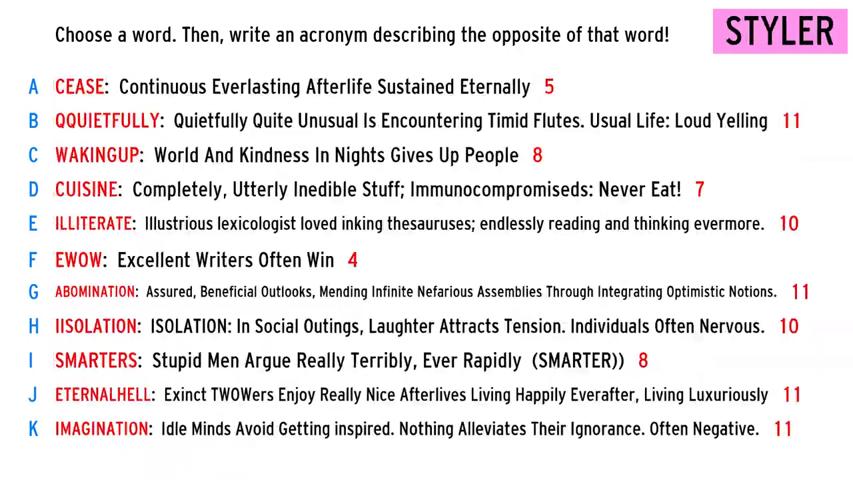 Choose a word. Then, write an acronym describing the opposite of that word!
STYLER
A CEASE: Continuous Everlasting Afterlife Sustained Eternally 5
B QQUIETFULLY: Quietfully Quite Unusual Is Encountering Timid Flutes. Usual Life: Loud Yelling 11
C WAKINGUP: World And Kindness In Nights Gives Up People 8
D CUISINE: Completely, Utterly Inedible Stuff; Immunocompromiseds: Never Eat! 7
E ILLITERATE: Illustrious lexicologist loved inking thesauruses; endlessly reading and thinking evermore. 10
F EWOW: Excellent Writers Often Win 4
G ABOMINATION: Assured, Beneficial Outlooks, Mending Infinite Nefarious Assemblies Through Integrating Optimistic Notions. 11
H IISOLATION: ISOLATION: In Social Outings, Laughter Attracts Tension. Individuals Often Nervous. 10
I SMARTERS: Stupid Men Argue Really Terribly, Ever Rapidly (SMARTER)) 8
J ETERNALHELL: Exinct TWOWers Enjoy Really Nice Afterlives Living Happily Everafter, Living Luxuriously 11
K IMAGINATION: Idle Minds Avoid Getting inspired. Nothing Alleviates Their Ignorance. Often Negative. 11